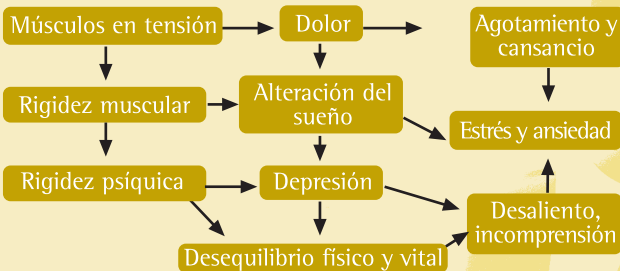 Músculos en tensión
Dolor
Agotamiento y
cansancio
Rigidez muscular
Alteración del
sueño
Estrés y ansiedad
Rigidez psíquica
Depresión
Desaliento,
incomprensión
Desequilibrio físico y vital